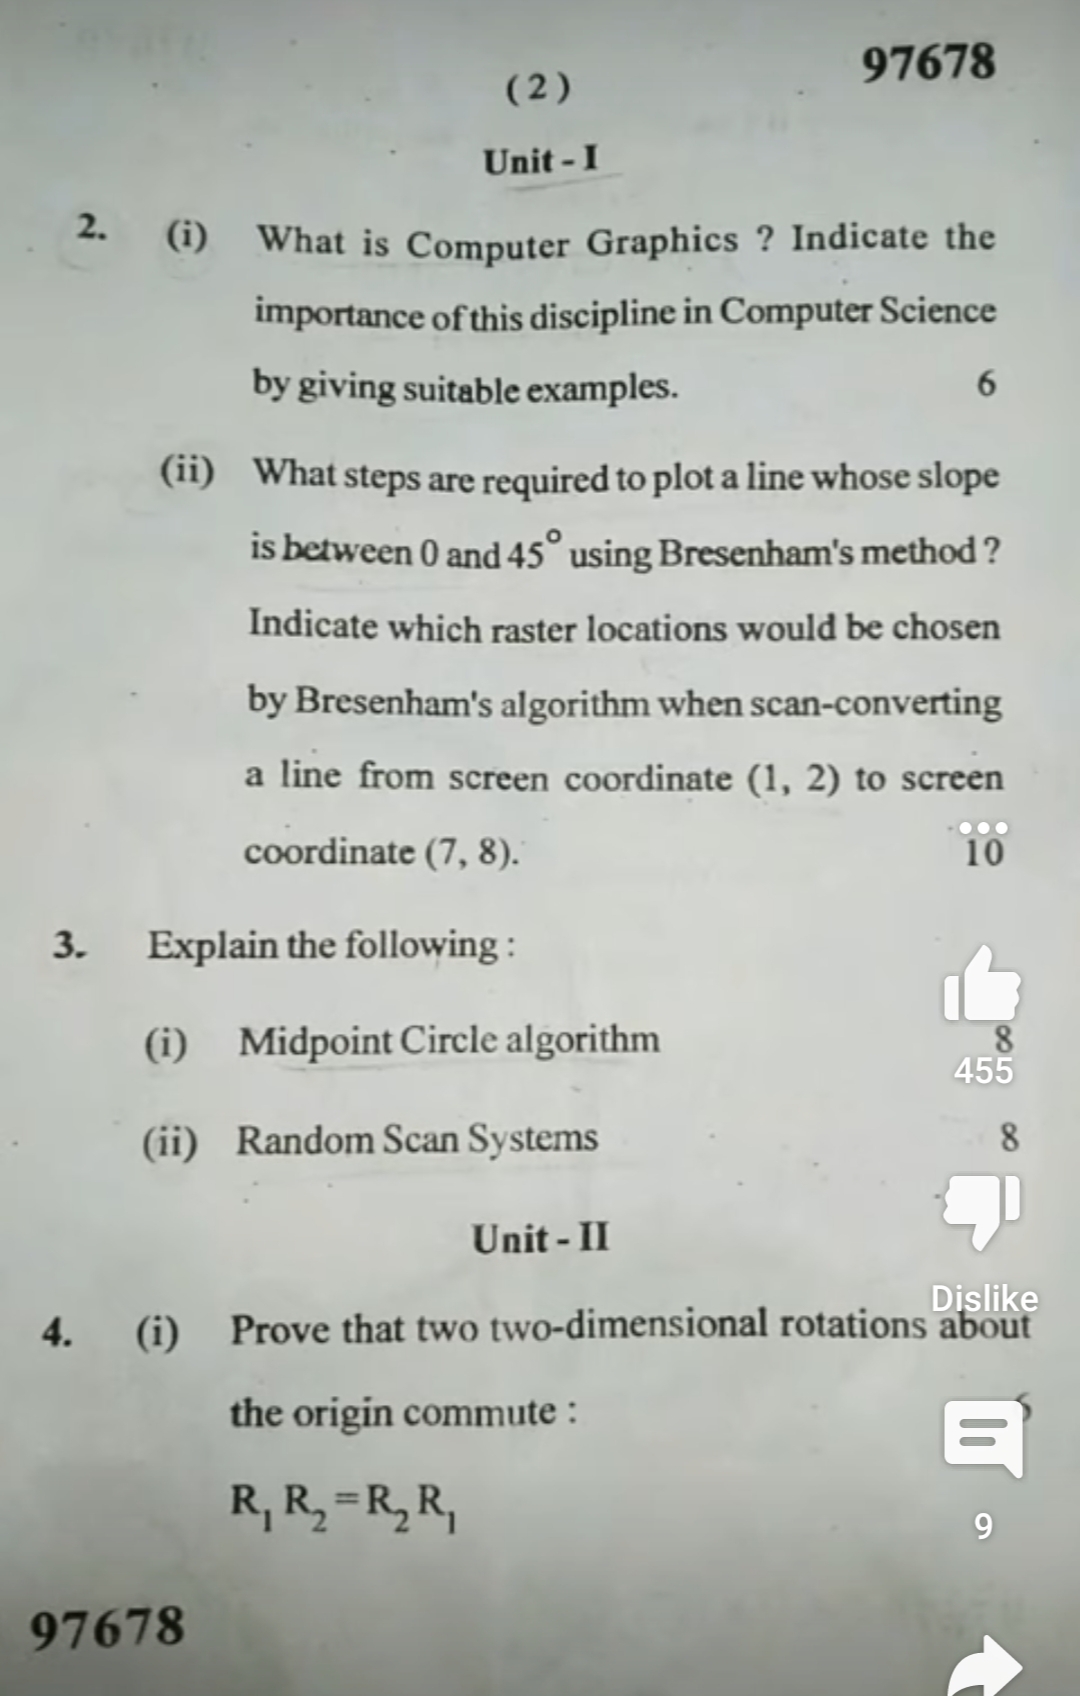 97678
( 2 )
Unit - I
2. (i) What is Computer Graphics ? Indicate the
importance of this discipline in Computer Science
by giving suitable examples. 6
(ii) What steps are required to plot a line whose slope
is between 0 and 45° using Bresenham's method ?
Indicate which raster locations would be chosen
by Bresenham's algorithm when scan-converting
a line from screen coordinate (1, 2) to screen
coordinate (7, 8). 10
3. Explain the following :
(i) Midpoint Circle algorithm 8
455
(ii) Random Scan Systems 8
Unit - II
Dislike
4. (i) Prove that two two-dimensional rotations about
the origin commute :
R₁ R₂ = R₂ R₁
9
97678